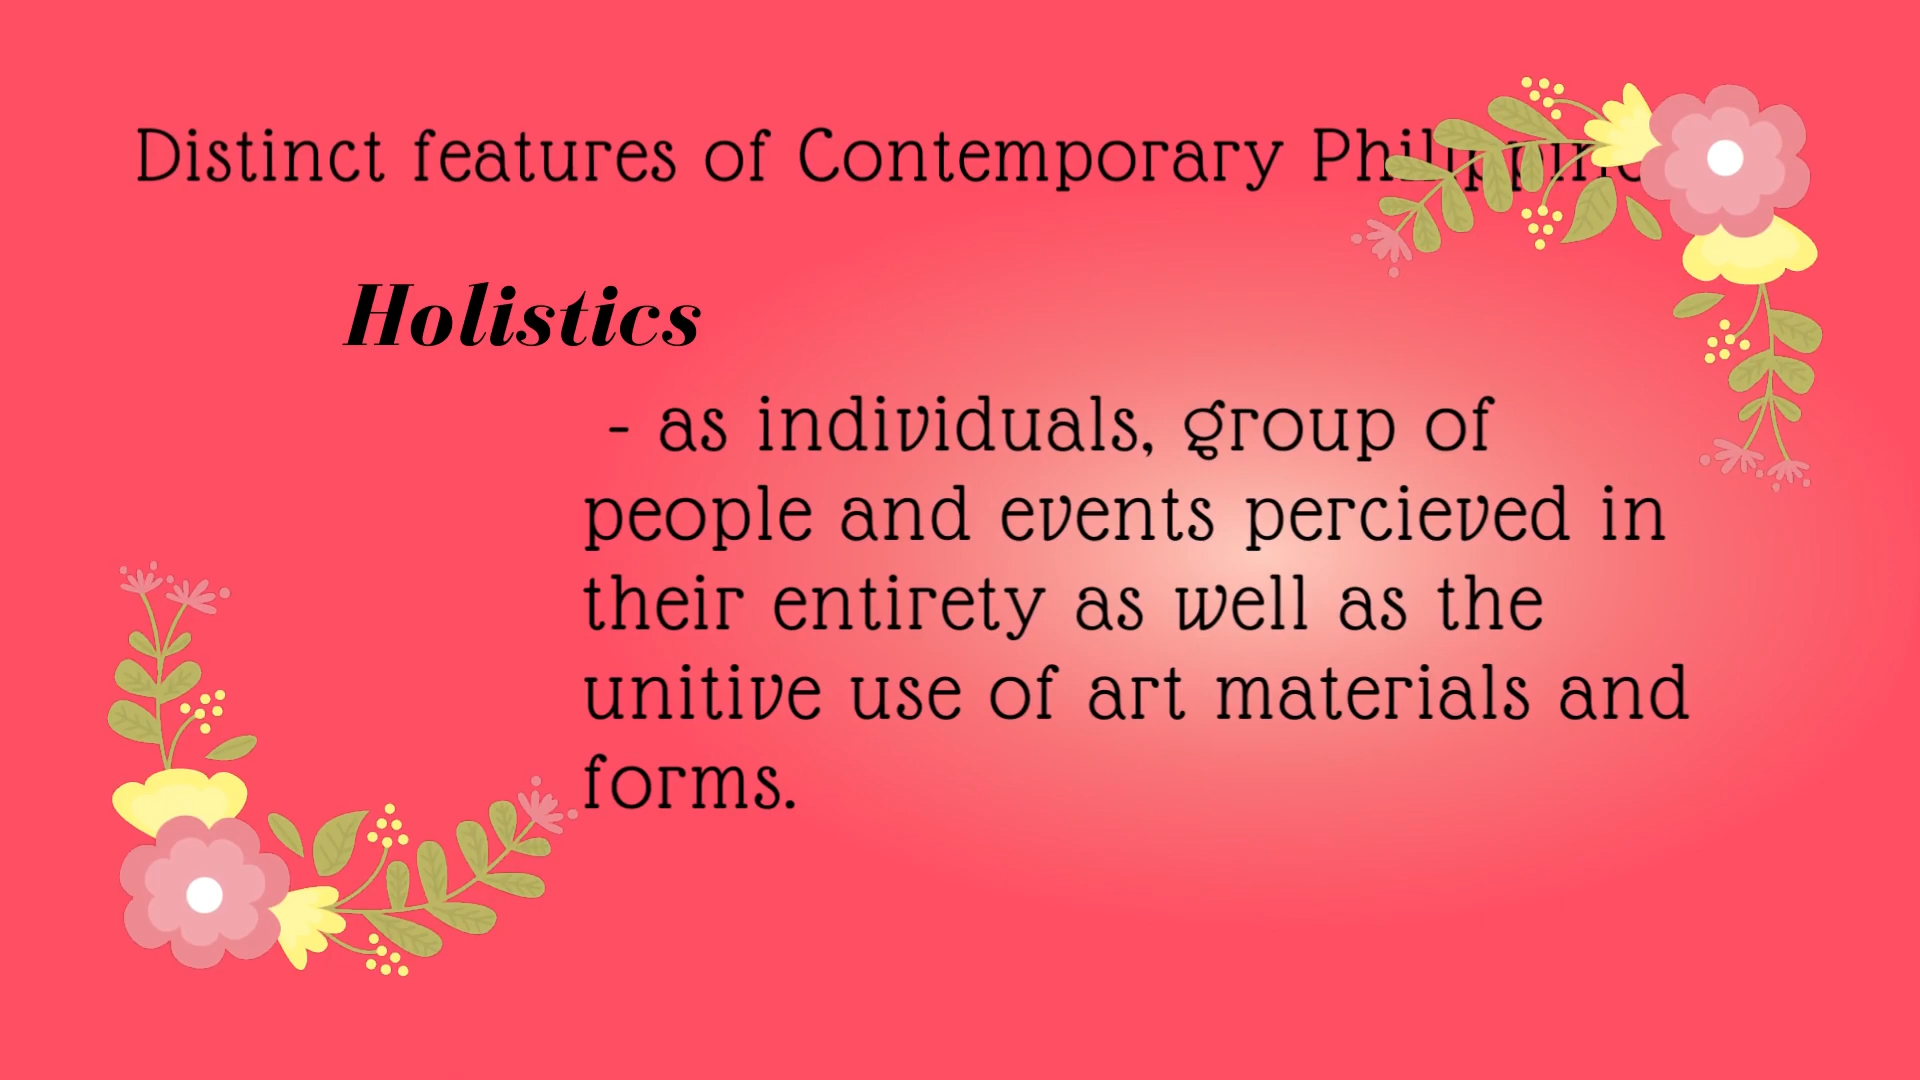 Distinct features of Contemporary
Holistics
- as individuals, group of
people and events percieved in
their entirety as well as the
unitive use of art materials and
forms.